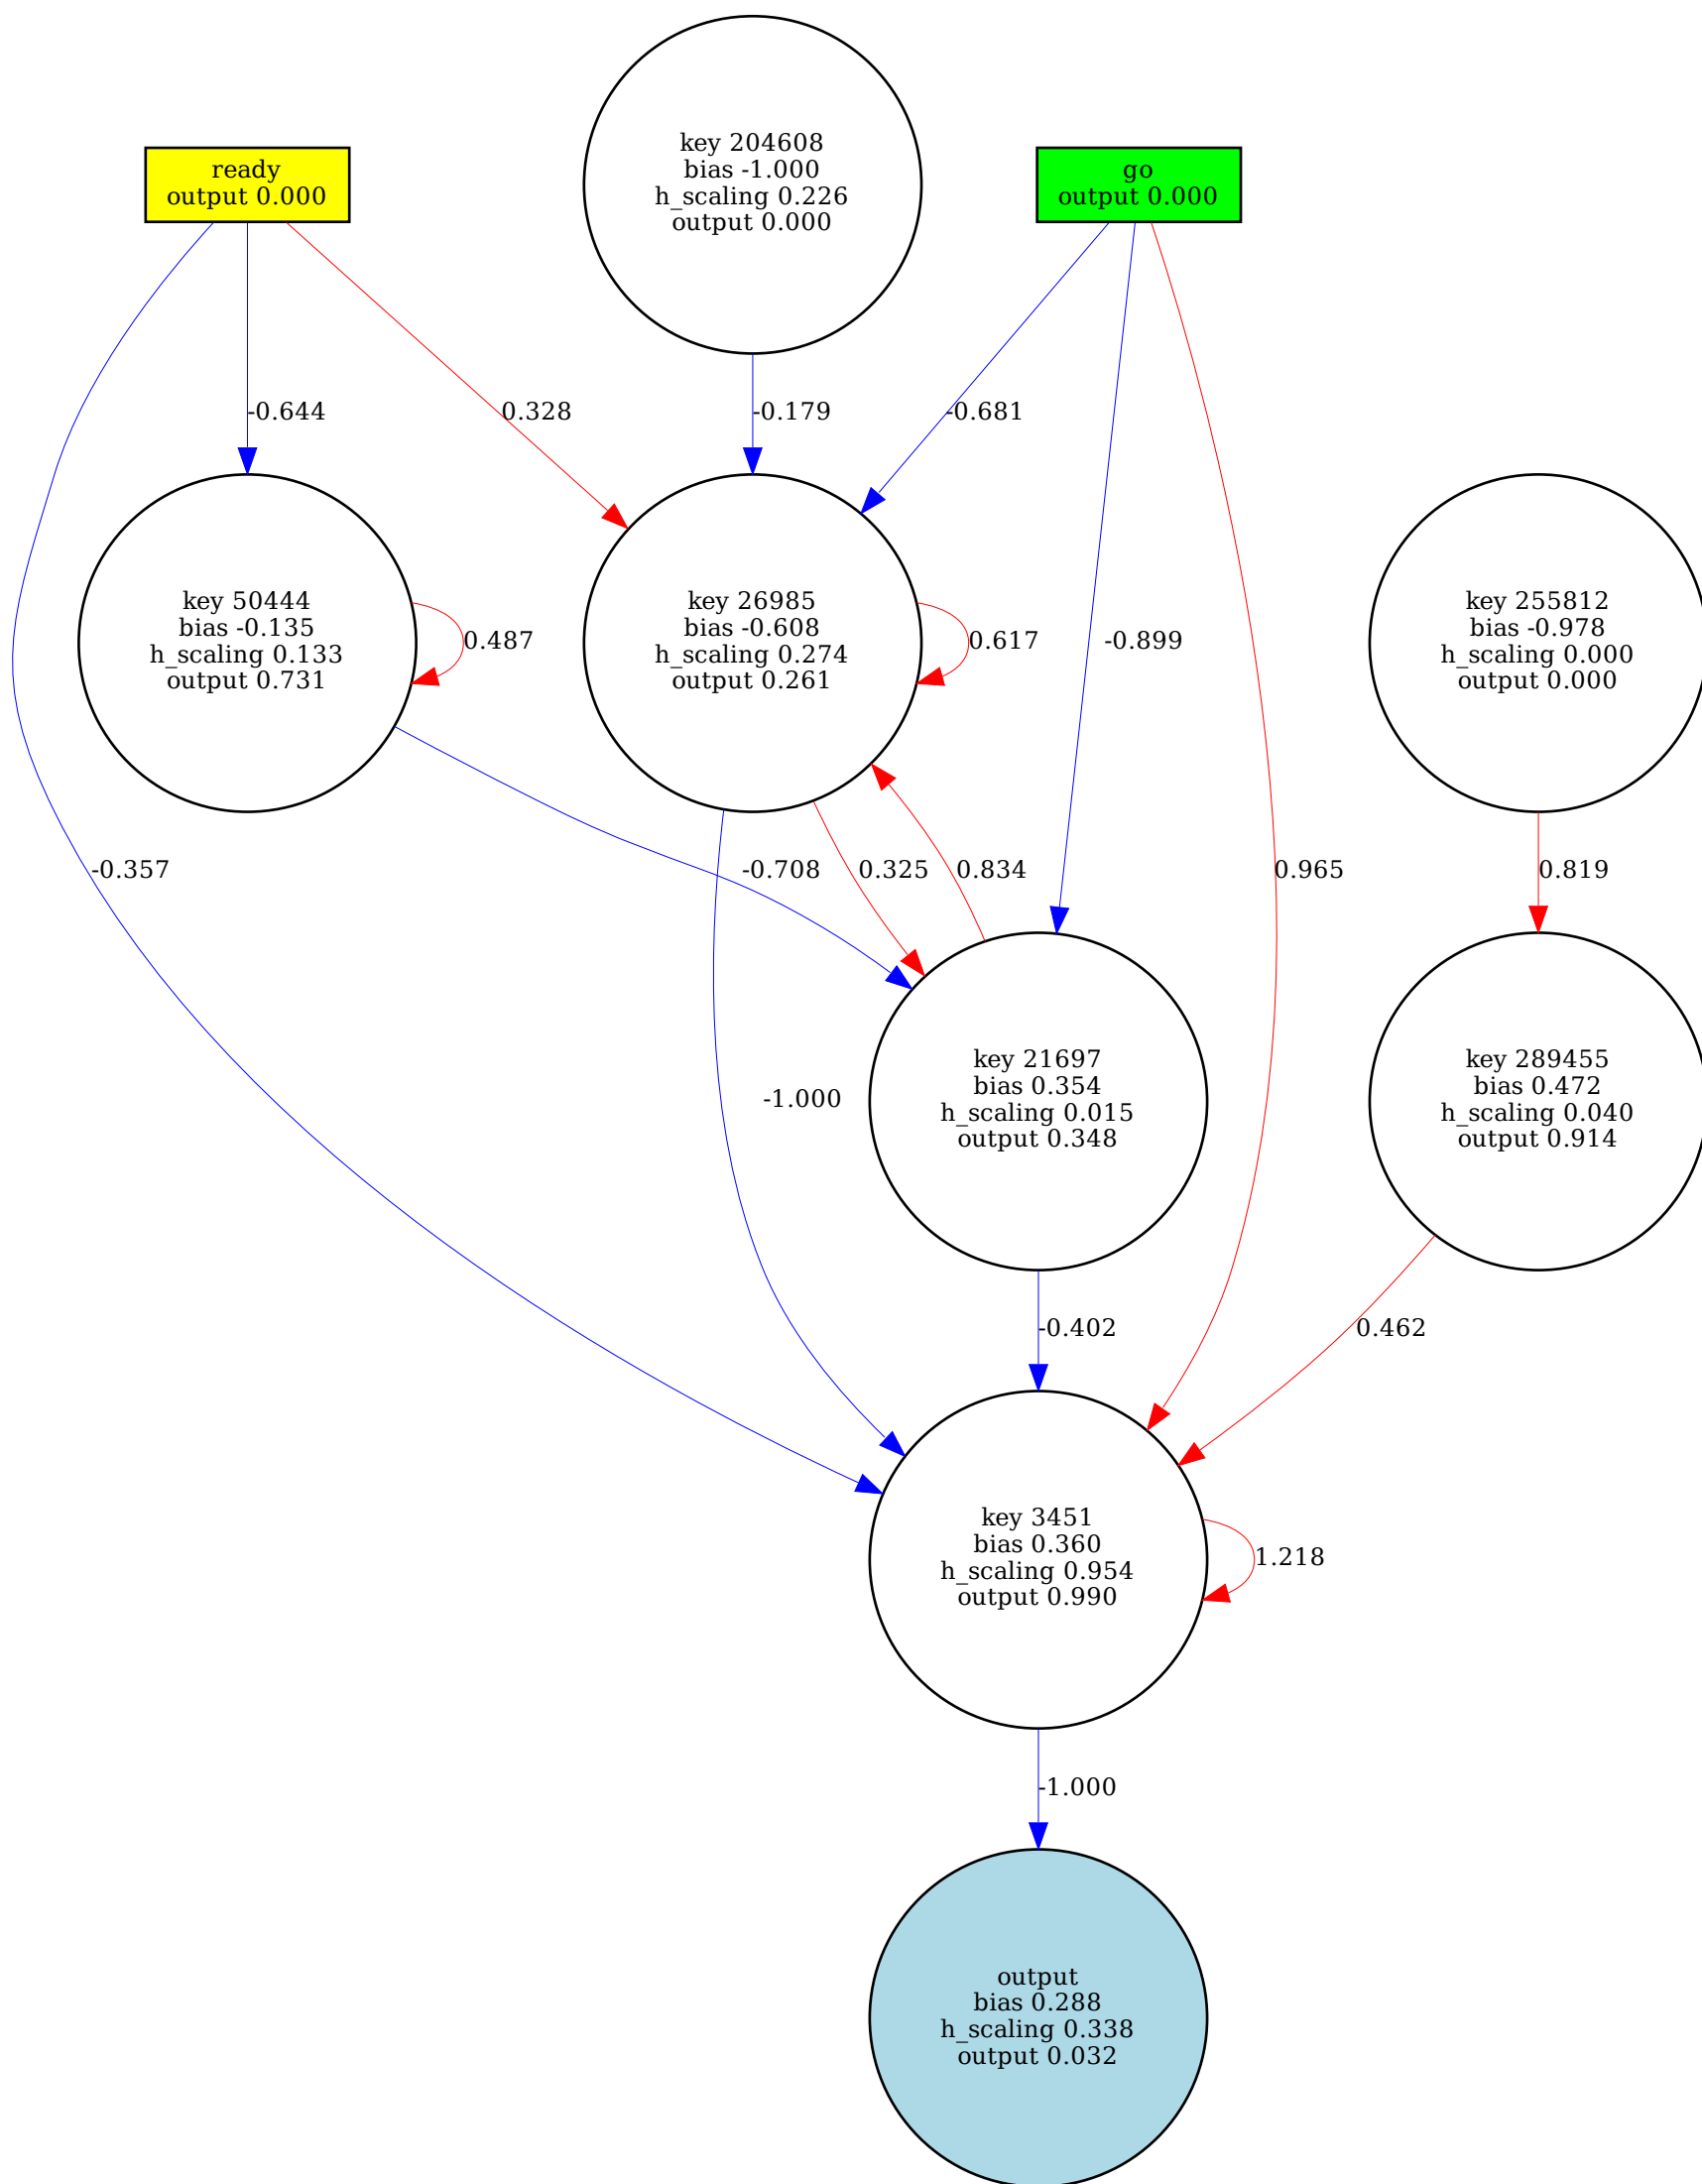 key 204608
bias -1.000
h_scaling 0.226
output 0.000
ready
output 0.000
go
output 0.000
-0.644
0.328
-0.179
-0.681
key 50444
bias -0.135
h_scaling 0.133
output 0.731
0.487
key 26985
bias -0.608
h_scaling 0.274
output 0.261
0.617
-0.899
key 255812
bias -0.978
h_scaling 0.000
output 0.000
-0.357
-0.708
0.325
0.834
0.965
0.819
-1.000
key 21697
bias 0.354
h_scaling 0.015
output 0.348
key 289455
bias 0.472
h_scaling 0.040
output 0.914
-0.402
0.462
key 3451
bias 0.360
h_scaling 0.954
output 0.990
1.218
-1.000
output
bias 0.288
h_scaling 0.338
output 0.032